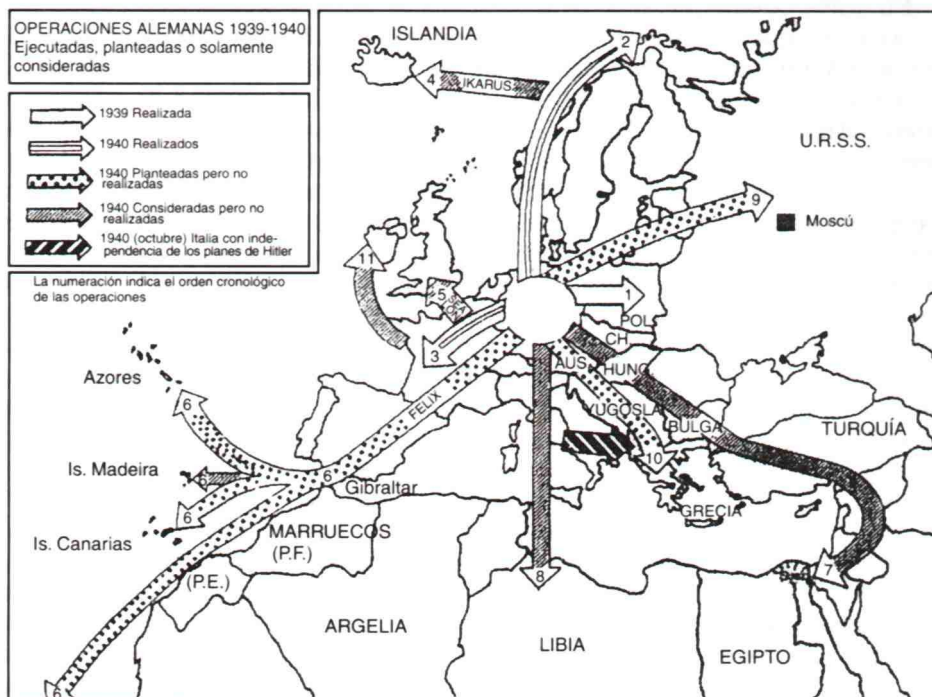 OPERACIONES ALEMANAS 1939-1940
Ejecutadas, planteadas o solamente
consideradas
1939 Realizada
1940 Realizados
1940 Planteadas pero no
realizadas
1940 Consideradas pero no
realizadas
1940 (octubre) Italia con inde-
pendencia de los planes de Hitler
La numeración indica el orden cronológico
de las operaciones
ISLANDIA
2
4 IKARUS
U.R.S.S.
9
Moscú
11
5
1
POL
3
CH.
AUS.
HUNG
Azores
6
FELIX
YUGOSLA
BULGA
TURQUÍA
10
Is. Madeira
6
6
Gibraltar
6
GRECIA
Is. Canarias
MARRUECOS
(P.F.)
(P.E.)
8
7
ARGELIA
LIBIA
EGIPTO
6